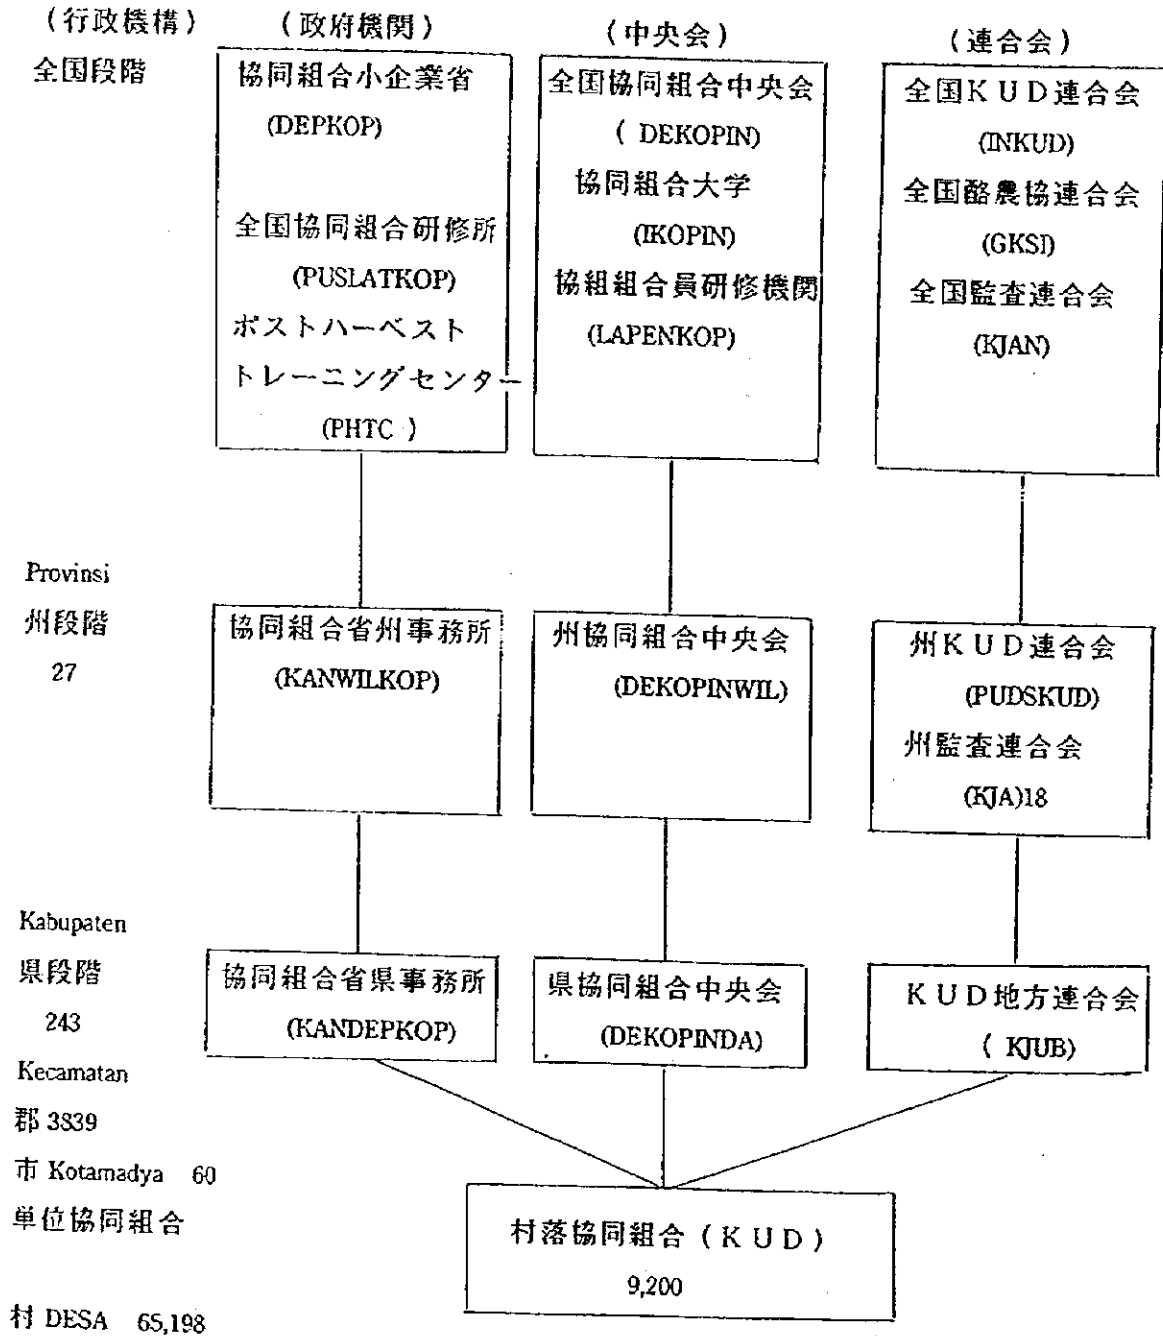 (行政機構)
(政府機関)
(中央会)
(連合会)
全国段階
協同組合小企業省
(DEPKOP)
全国協同組合研修所
(PUSLATKOP)
ポストハーベスト
トレーニングセンター
(PHTC )
全国協同組合中央会
( DEKOPIN)
協同組合大学
(IKOPIN)
協組組合員研修機関
(LAPENKOP)
全国KUD連合会
(INKUD)
全国酪農協連合会
(GKSI)
全国監査連合会
(KJAN)
Provinsi
州段階
27
協同組合省州事務所
(KANWILKOP)
州協同組合中央会
(DEKOPINWIL)
州KUD連合会
(PUDSKUD)
州監査連合会
(KJA)18
Kabupaten
県段階
243
協同組合省県事務所
(KANDEPKOP)
県協同組合中央会
(DEKOPINDA)
KUD地方連合会
( KJUB)
Kecamatan
郡 3839
市 Kotamadya 60
単位協同組合
村落協同組合(KUD)
9,200
村 DESA 65,198